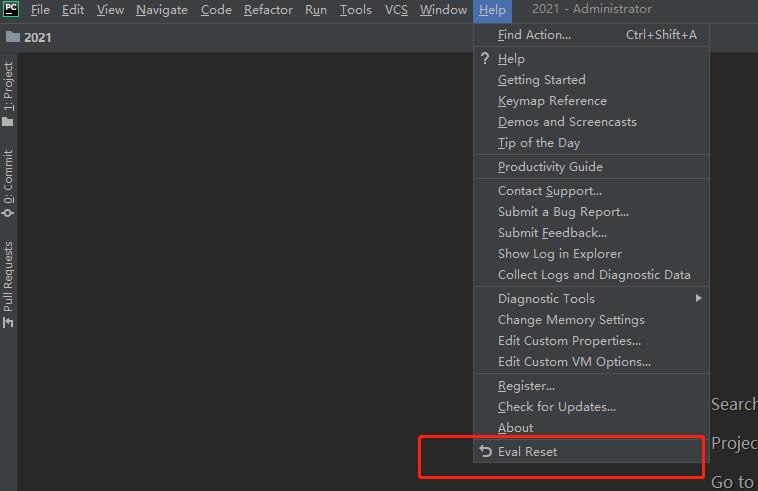 PC File Edit View Navigate Code Refactor Run Tools VCS Window Help 2021 - Administrator
2021
1: Project
0: Commit
Pull Requests
Find Action... Ctrl+Shift+A
? Help
Getting Started
Keymap Reference
Demos and Screencasts
Tip of the Day
Productivity Guide
Contact Support...
Submit a Bug Report...
Submit Feedback...
Show Log in Explorer
Collect Logs and Diagnostic Data
Diagnostic Tools
Change Memory Settings
Edit Custom Properties...
Edit Custom VM Options...
Register...
Check for Updates...
About
Eval Reset
Search
Projec
Go to